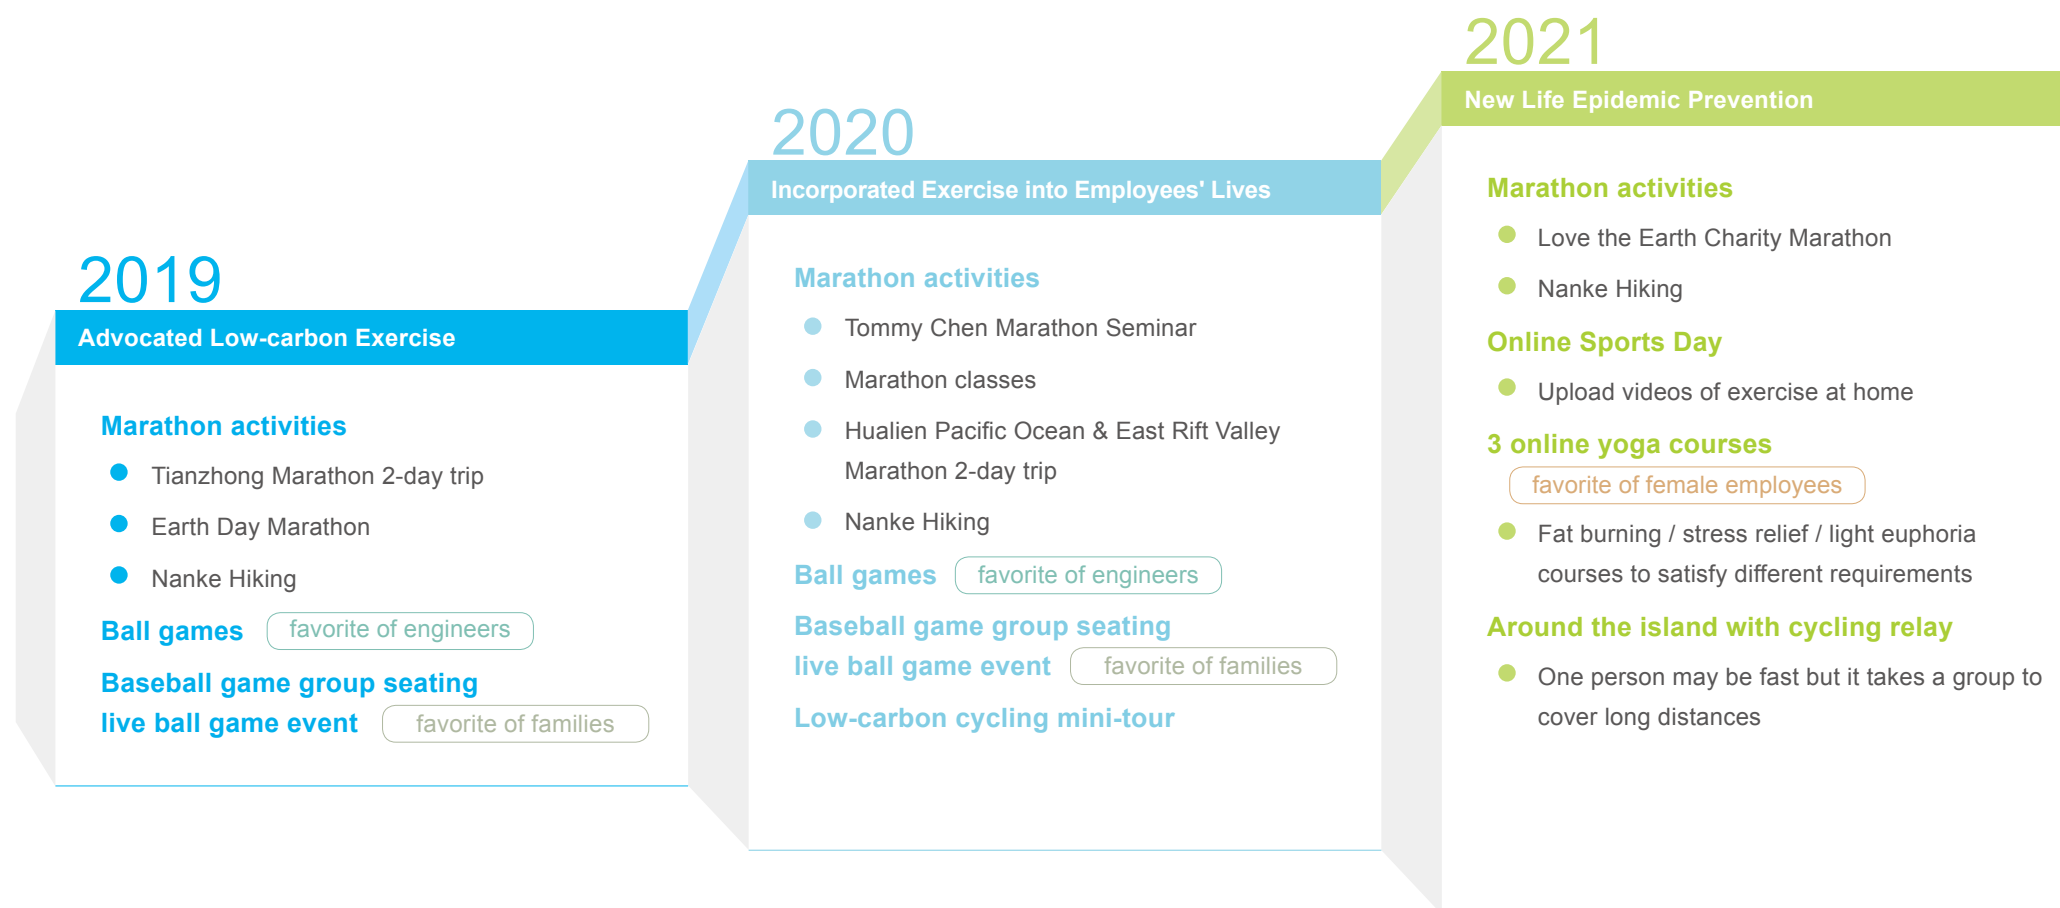 2019
Advocated Low-carbon Exercise
Marathon activities
Tianzhong Marathon 2-day trip
Earth Day Marathon
Nanke Hiking
Ball games favorite of engineers
Baseball game group seating
live ball game event favorite of families
2020
Incorporated Exercise into Employees' Lives
Marathon activities
Tommy Chen Marathon Seminar
Marathon classes
Hualien Pacific Ocean & East Rift Valley
Marathon 2-day trip
Nanke Hiking
Ball games favorite of engineers
Baseball game group seating
live ball game event favorite of families
Low-carbon cycling mini-tour
2021
New Life Epidemic Prevention
Marathon activities
Love the Earth Charity Marathon
Nanke Hiking
Online Sports Day
Upload videos of exercise at home
3 online yoga courses
favorite of female employees
Fat burning / stress relief / light euphoria
courses to satisfy different requirements
Around the island with cycling relay
One person may be fast but it takes a group to
cover long distances